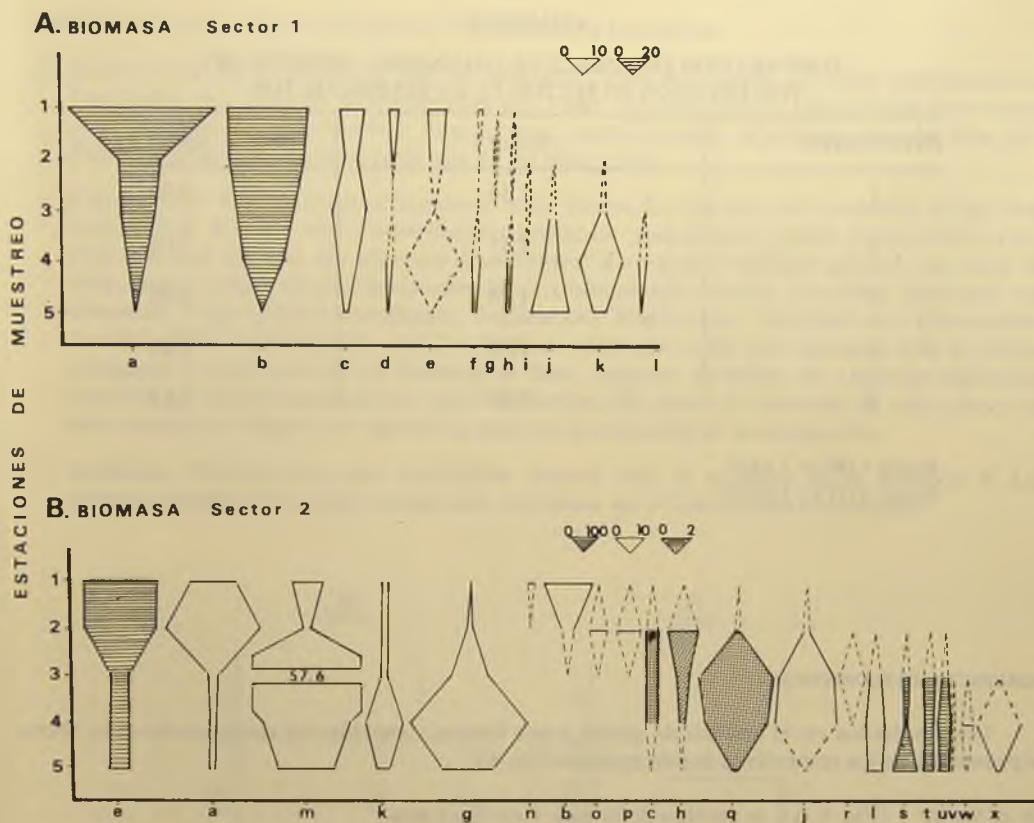 A. BIOMASA Sector 1
0 10 0 20
1
2
3
4
5
a b c d e f g h i j k l
ESTACIONES DE MUESTREO
B. BIOMASA Sector 2
0 100 0 10 0 2
1
2
3
57.6
4
5
e a m k g n b o p c h q j r l s t u v w x